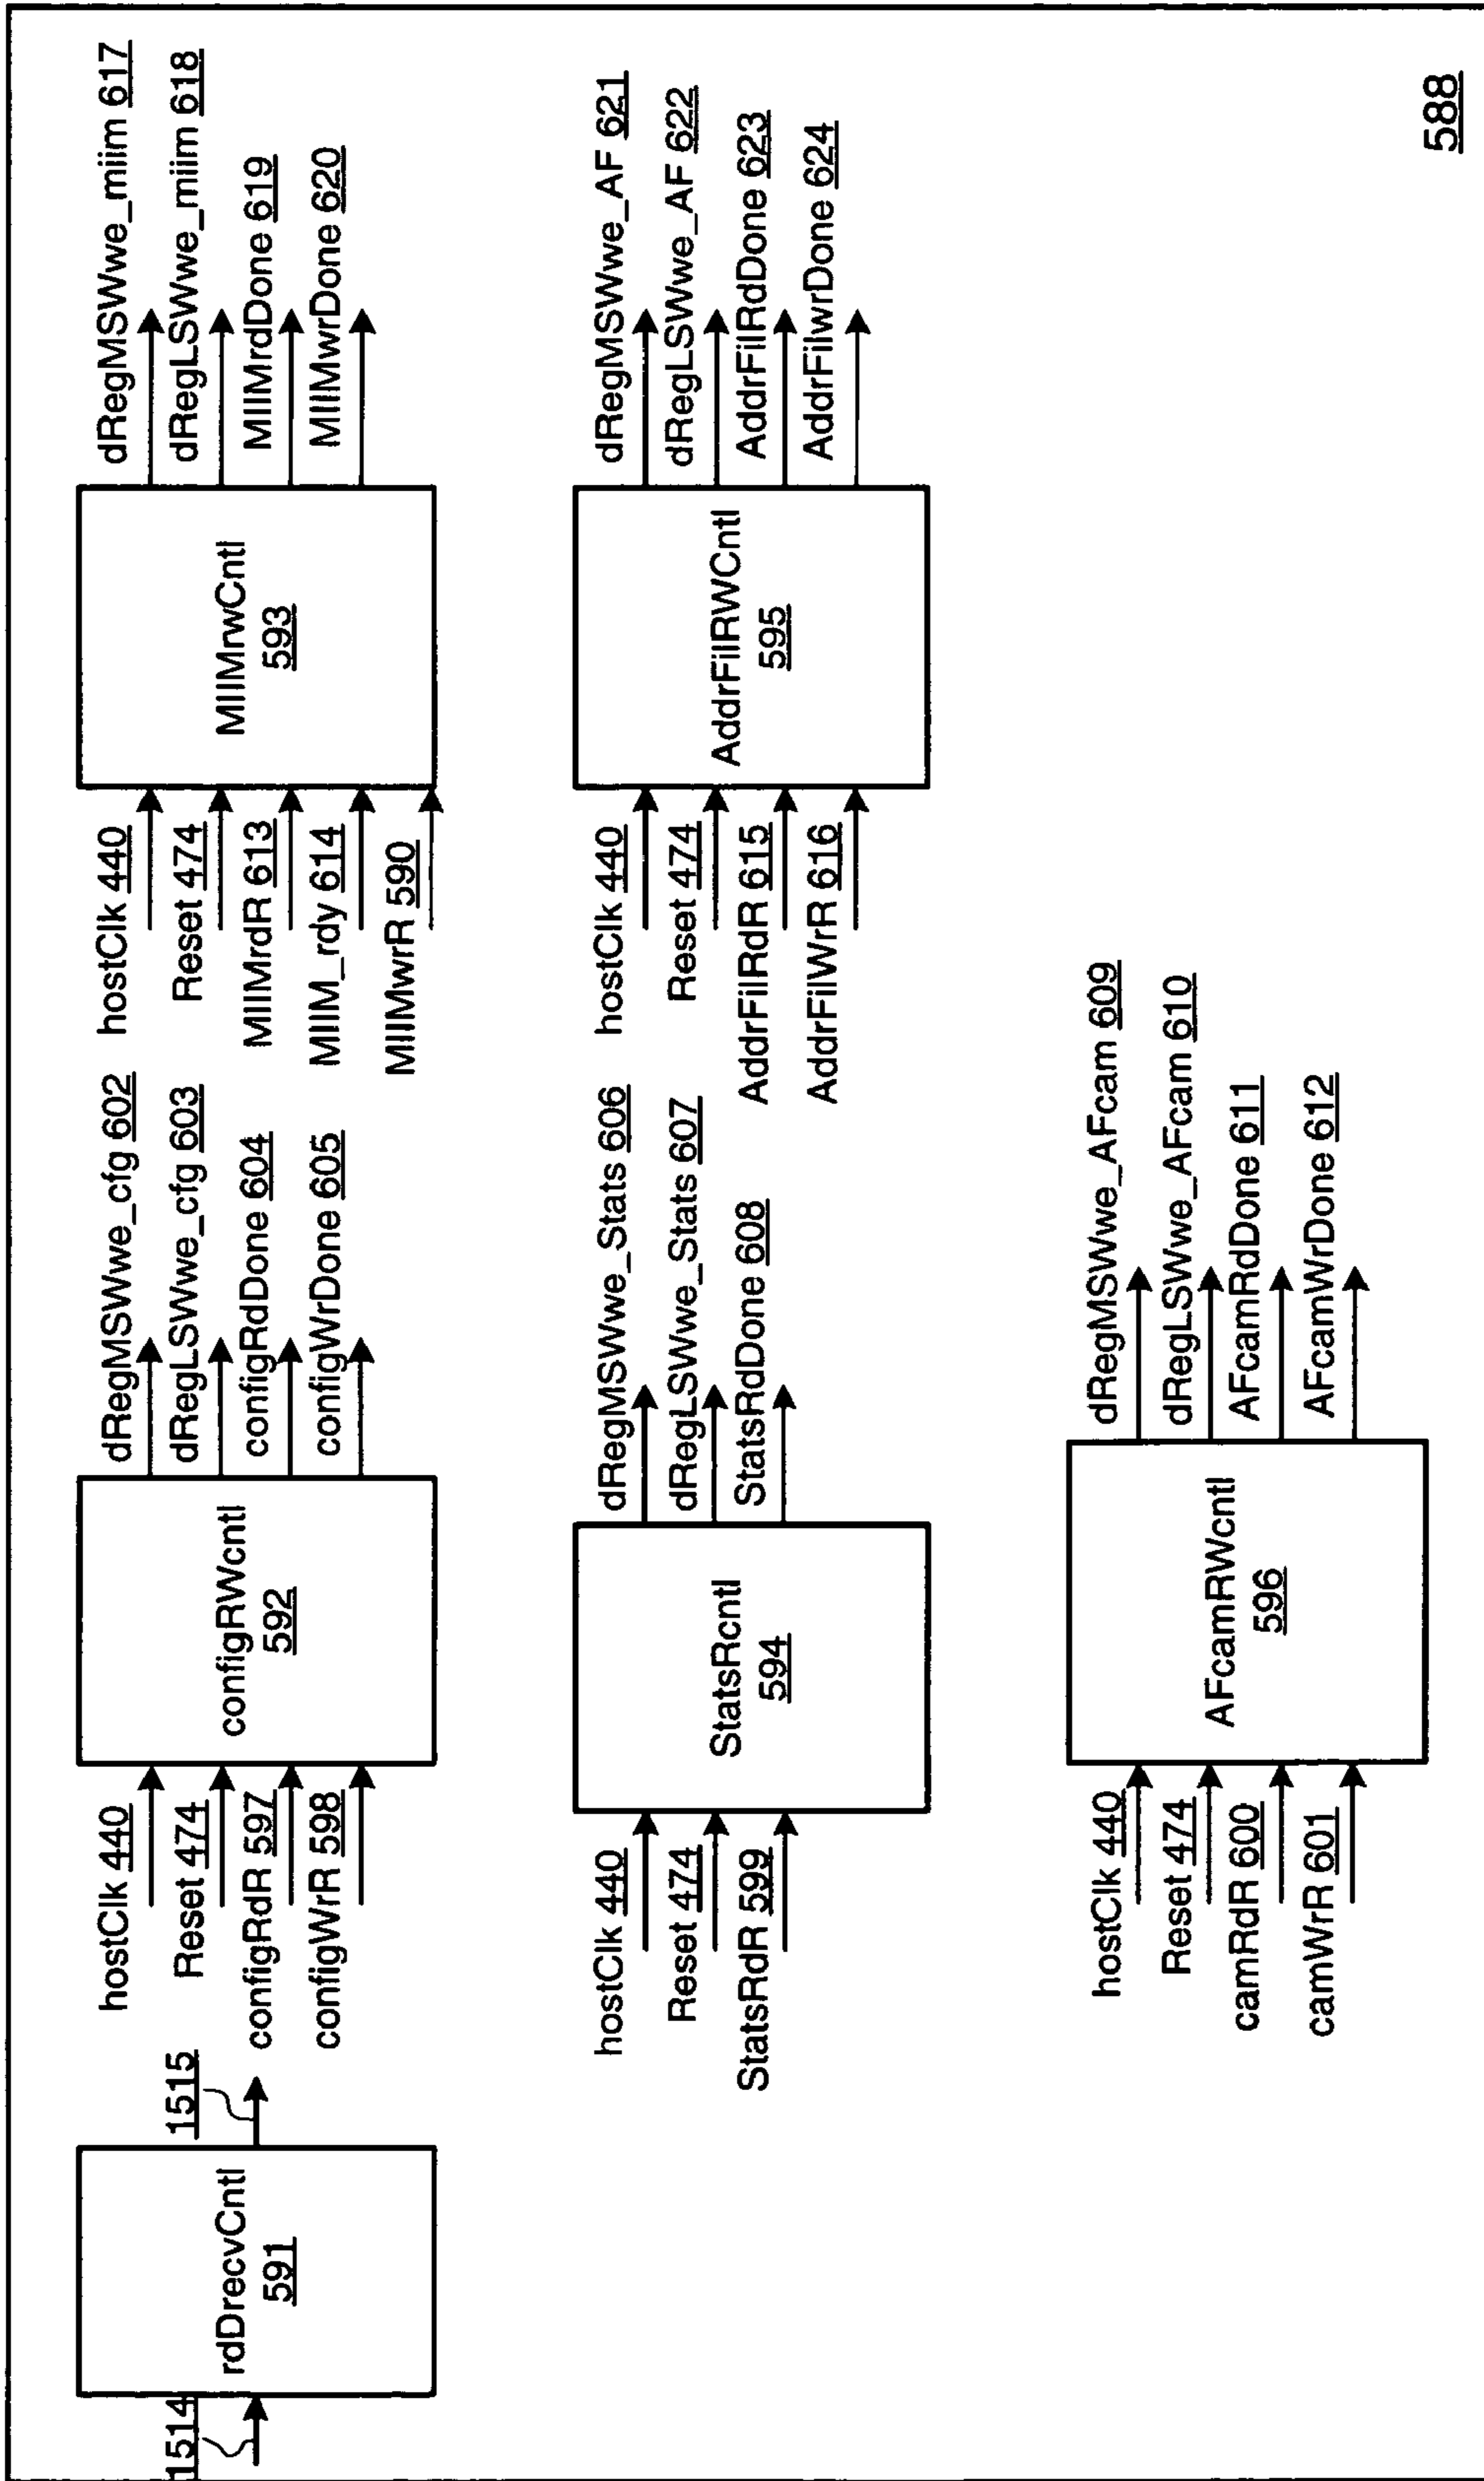 1514
rdDrecvCntl
591
1515
hostClk 440
Reset 474
configRdR 597
configWrR 598
configRWcntl
592
dRegMSWwe_cfg 602
dRegLSWwe_cfg 603
configRdDone 604
configWrDone 605
hostClk 440
Reset 474
MIIMrdR 613
MIIM_rdy 614
MIIMwrR 590
MIIMrwCntl
593
dRegMSWwe_miim 617
dRegLSWwe_miim 618
MIIMrdDone 619
MIIMwrDone 620
hostClk 440
Reset 474
StatsRdR 599
StatsRcntl
594
dRegMSWwe_Stats 606
dRegLSWwe_Stats 607
StatsRdDone 608
hostClk 440
Reset 474
AddrFilRdR 615
AddrFilWrR 616
AddrFilRWCntl
595
dRegMSWwe_AF 621
dRegLSWwe_AF 622
AddrFilRdDone 623
AddrFilwrDone 624
hostClk 440
Reset 474
camRdR 600
camWrR 601
AFcamRWcntl
596
dRegMSWwe_AFcam 609
dRegLSWwe_AFcam 610
AFcamRdDone 611
AFcamWrDone 612
588